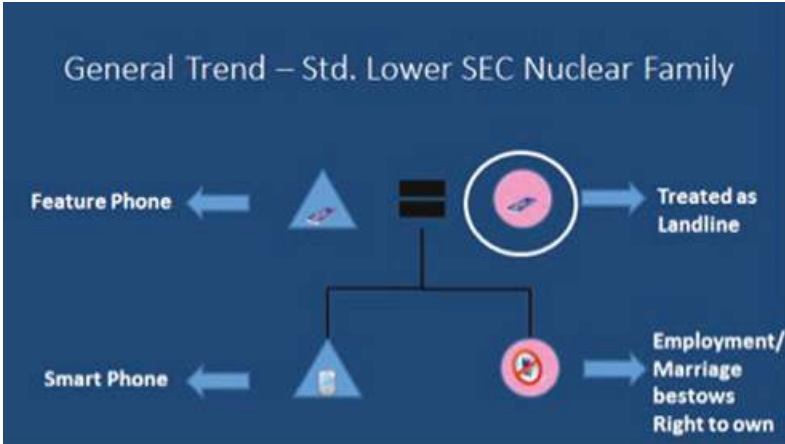 General Trend – Std. Lower SEC Nuclear Family
Feature Phone
Treated as
Landline
Smart Phone
Employment/
Marriage
bestows
Right to own